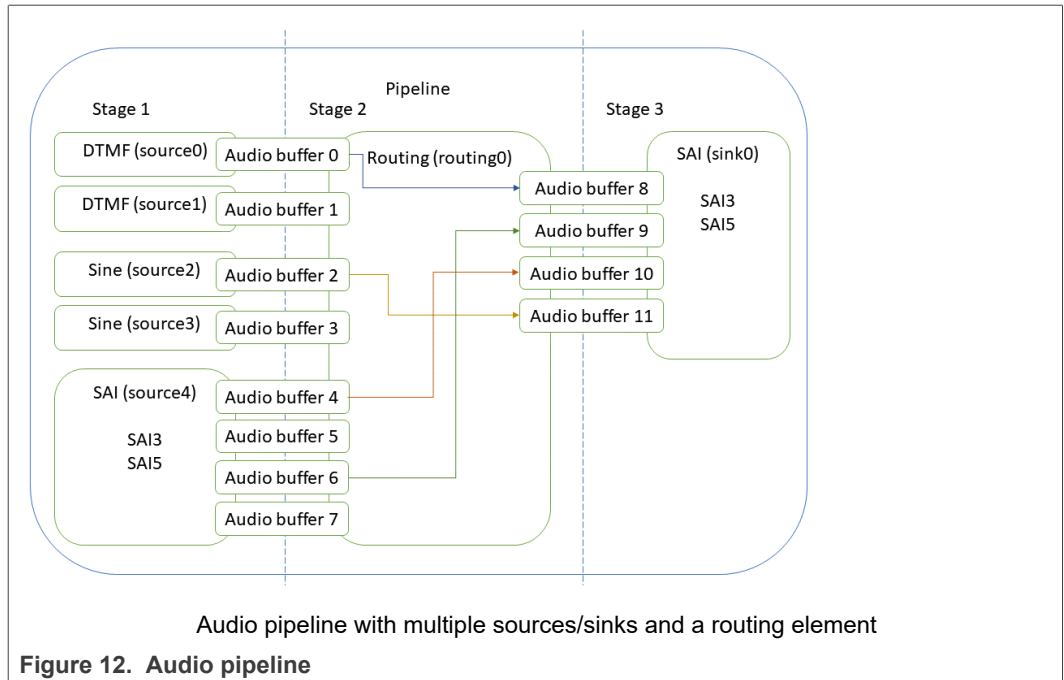 Pipeline
Stage 1
Stage 2
Stage 3
DTMF (source0)
Audio buffer 0
Routing (routing0)
SAI (sink0)
Audio buffer 8
DTMF (source1)
Audio buffer 1
SAI3
SAI5
Audio buffer 9
Sine (source2)
Audio buffer 2
Audio buffer 10
Sine (source3)
Audio buffer 3
Audio buffer 11
SAI (source4)
Audio buffer 4
SAI3
SAI5
Audio buffer 5
Audio buffer 6
Audio buffer 7
Audio pipeline with multiple sources/sinks and a routing element
Figure 12. Audio pipeline